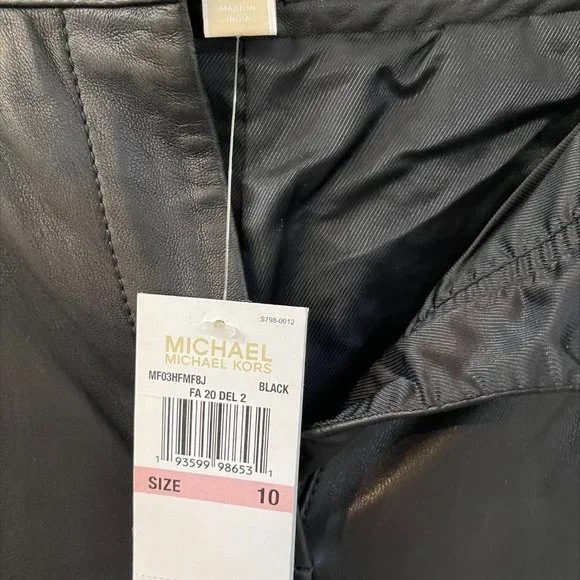 MADE IN
INDIA
S798-0012
MICHAEL
MICHAEL KORS
MF03HFMF8J BLACK
FA 20 DEL 2
1 93599 98653 1
SIZE 10